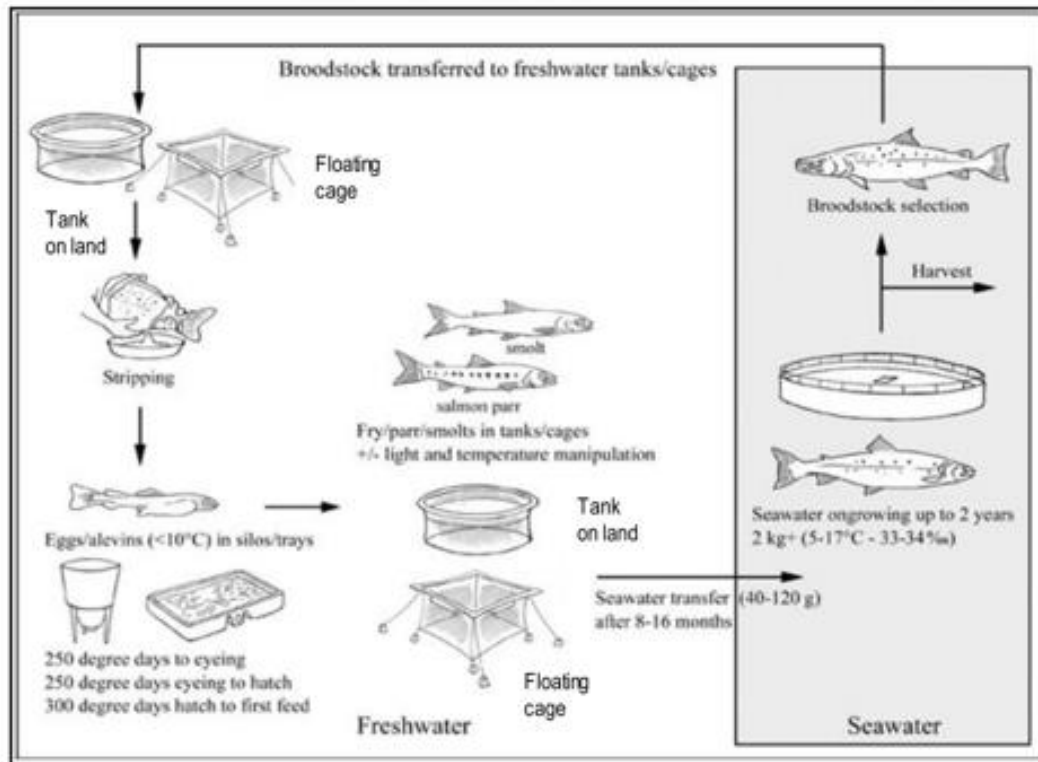 Broodstock transferred to freshwater tanks/cages
Floating
cage
Tank
on land
Stripping
Eggs/alevins (<10°C) in silos/trays
250 degree days to eyeing
250 degree days eyeing to hatch
300 degree days hatch to first feed
smolt
salmon parr
Fry/parr/smolts in tanks/cages
+/- light and temperature manipulation
Tank
on land
Floating
cage
Seawater transfer (40-120 g)
after 8-16 months
Freshwater
Broodstock selection
Harvest
Seawater ongrowing up to 2 years
2 kg+ (5-17°C - 33-34‰)
Seawater